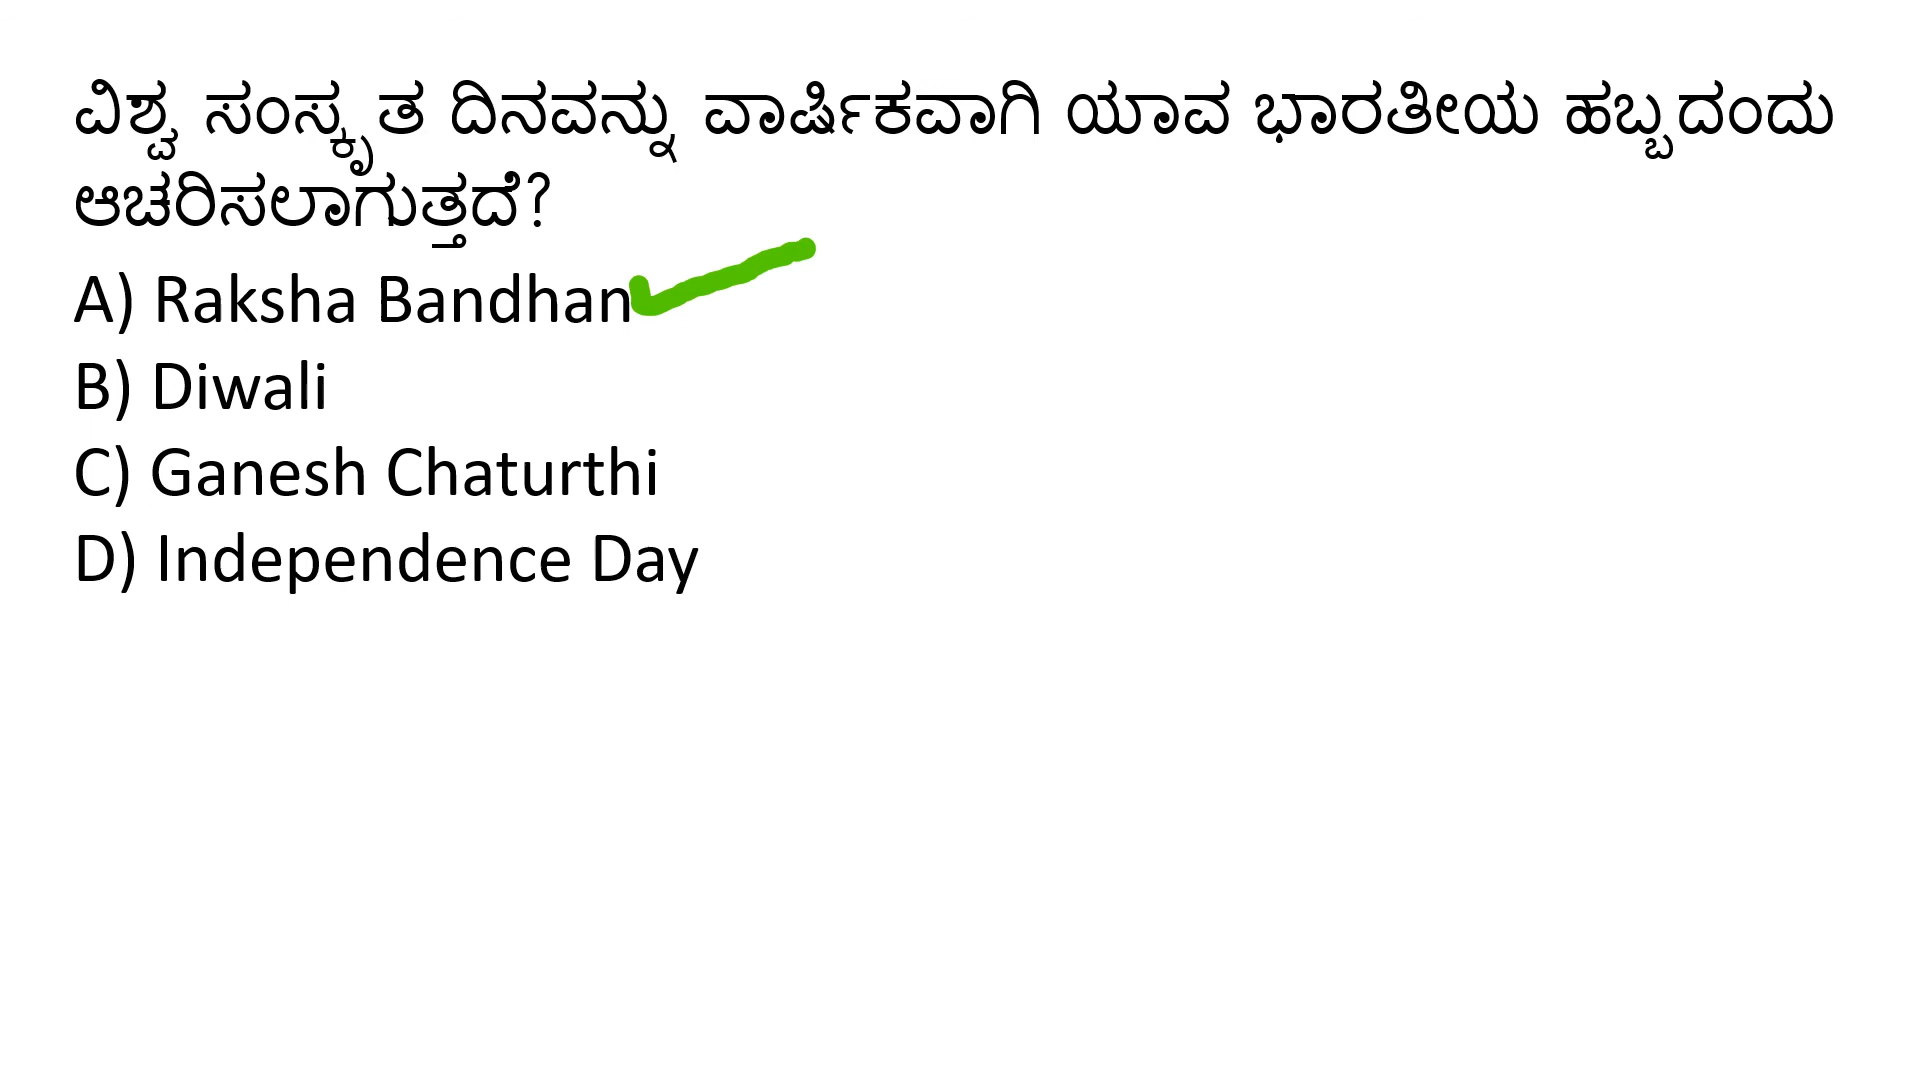 ವಿಶ್ವ ಸಂಸ್ಕೃತ ದಿನವನ್ನು ವಾರ್ಷಿಕವಾಗಿ ಯಾವ ಭಾರತೀಯ ಹಬ್ಬದಂದು
ಆಚರಿಸಲಾಗುತ್ತದೆ?
A) Raksha Bandhan
B) Diwali
C) Ganesh Chaturthi
D) Independence Day